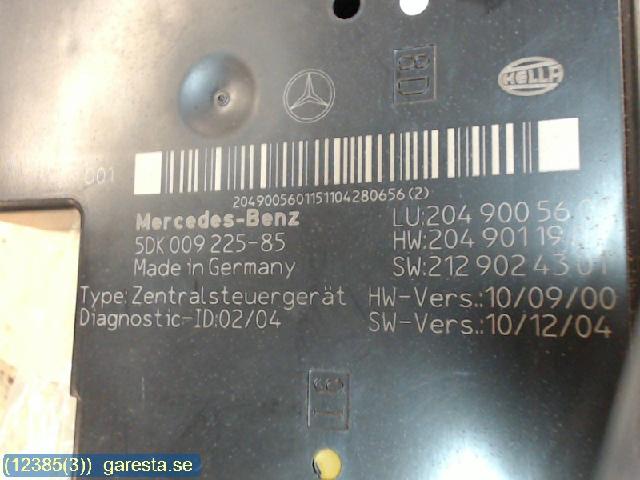 BD
HELLA
001
2049005601151104280656(2)
Mercedes-Benz
LU:204 900 56
5DK 009 225-85
HW:204 901 19
Made in Germany
SW:212 902 43 01
Type: Zentralsteuergerät HW-Vers.:10/09/00
Diagnostic-ID:02/04 SW-Vers.:10/12/04
(12385(3)) garesta.se